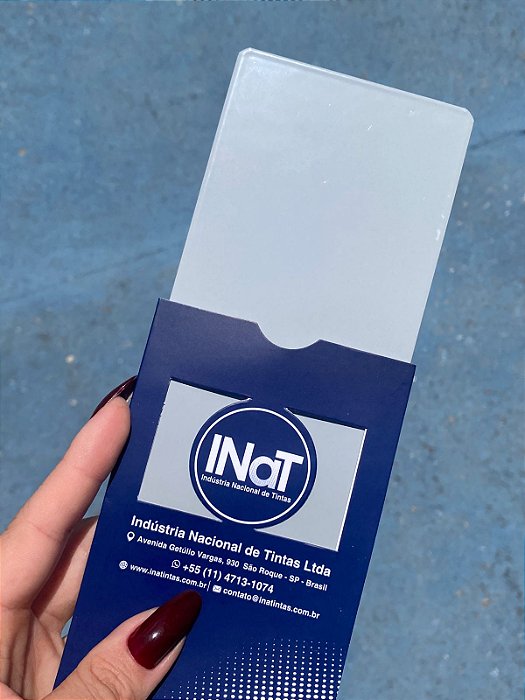 INaT
Indústria Nacional de Tintas
Indústria Nacional de Tintas Ltda
Avenida Getúlio Vargas, 930 São Roque - SP - Brasil
+55 (11) 4713-1074
www.inatintas.com.br | contato@inatintas.com.br